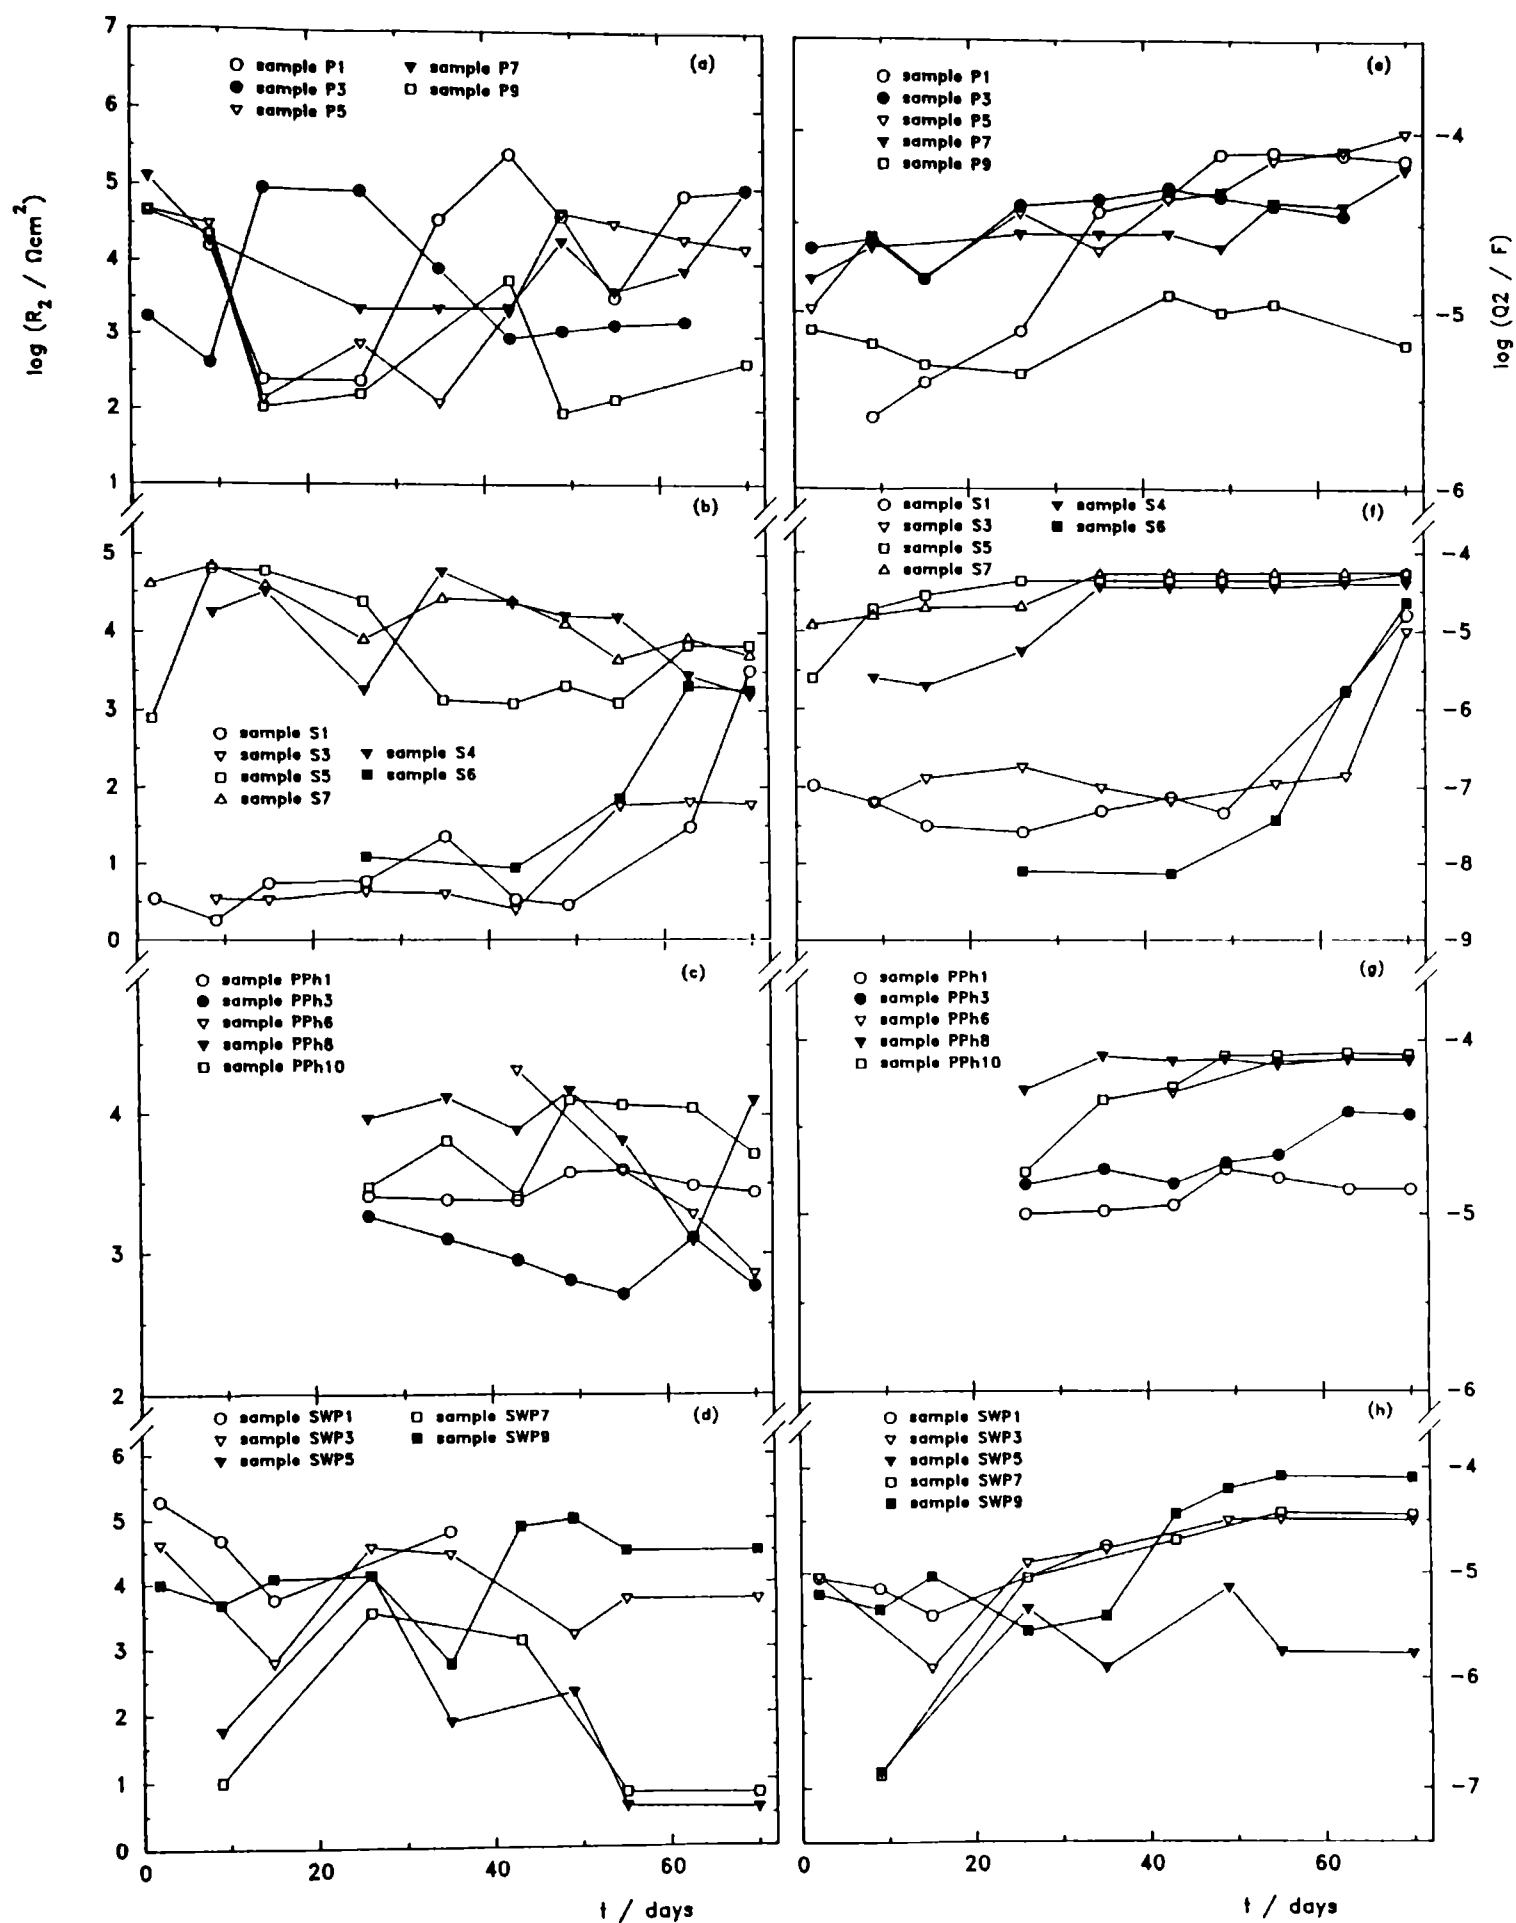 log (R2 / Ωcm2)
7
6
5
4
3
2
1
(a)
sample P1
sample P3
sample P5
sample P7
sample P9
(b)
5
4
3
2
1
0
sample S1
sample S3
sample S5
sample S7
sample S4
sample S6
(c)
sample PPh1
sample PPh3
sample PPh6
sample PPh8
sample PPh10
4
3
2
(d)
sample SWP1
sample SWP3
sample SWP5
sample SWP7
sample SWP9
6
5
4
3
2
1
0
0 20 40 60
t / days
(e)
sample P1
sample P3
sample P5
sample P7
sample P9
-4
-5
-6
log (Q2 / F)
(f)
sample S1
sample S3
sample S5
sample S7
sample S4
sample S6
-4
-5
-6
-7
-8
-9
(g)
sample PPh1
sample PPh3
sample PPh6
sample PPh8
sample PPh10
-4
-5
-6
(h)
sample SWP1
sample SWP3
sample SWP5
sample SWP7
sample SWP9
-4
-5
-6
-7
0 20 40 60
t / days